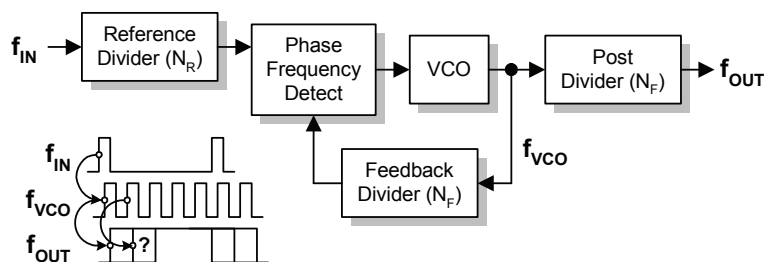 f_IN
Reference
Divider (N_R)
Phase
Frequency
Detect
VCO
Post
Divider (N_F)
f_OUT
f_VCO
Feedback
Divider (N_F)
f_IN
f_VCO
f_OUT
?